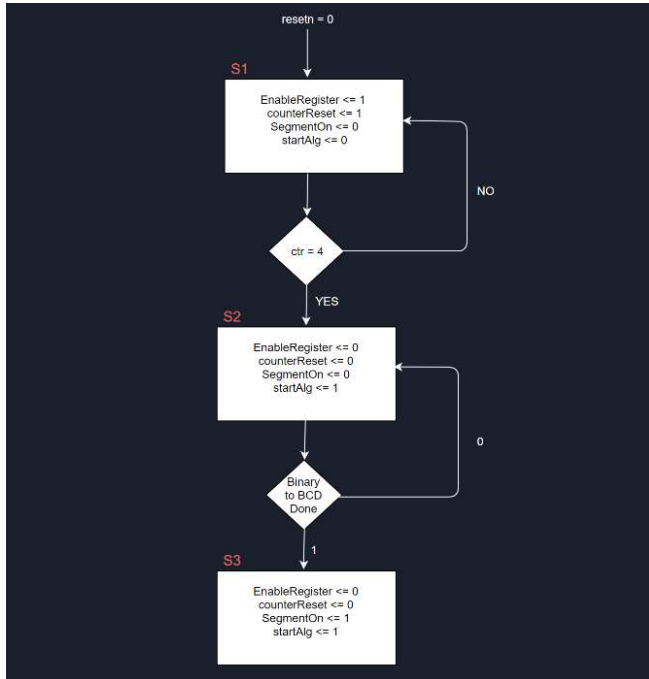 resetn = 0
S1
EnableRegister <= 1
counterReset <= 1
SegmentOn <= 0
startAlg <= 0
NO
ctr = 4
YES
S2
EnableRegister <= 0
counterReset <= 0
SegmentOn <= 0
startAlg <= 1
0
Binary
to BCD
Done
1
S3
EnableRegister <= 0
counterReset <= 0
SegmentOn <= 1
startAlg <= 1